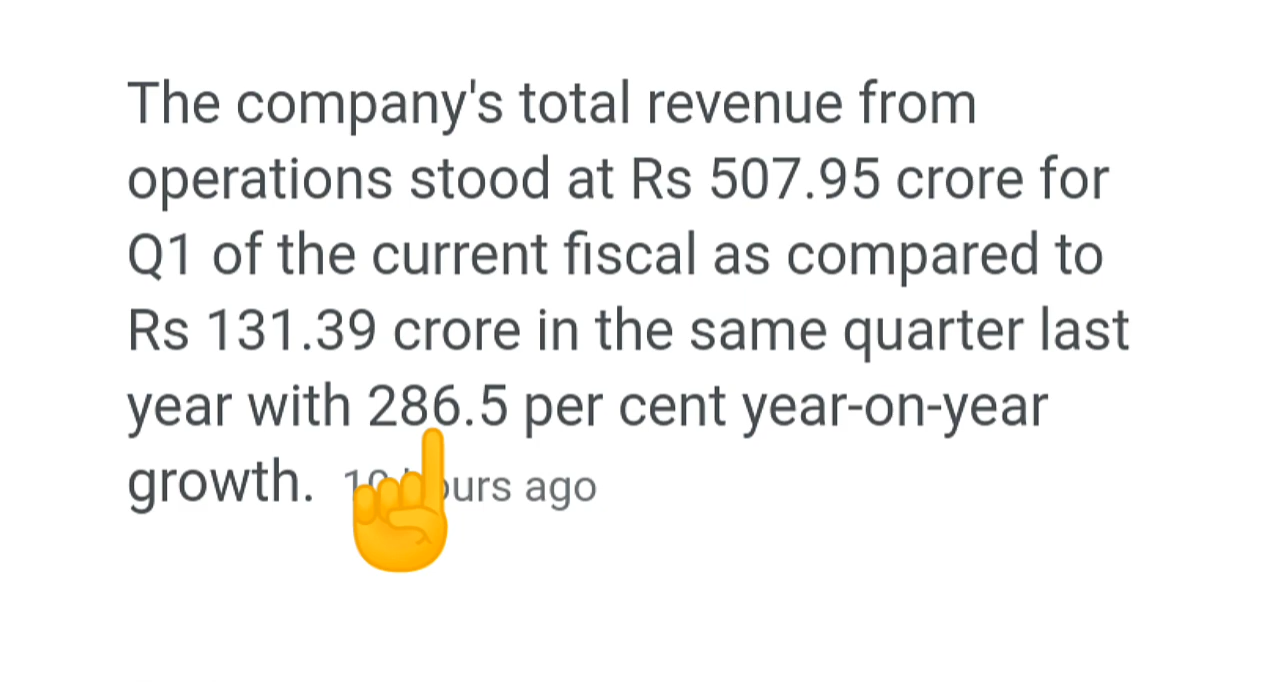 The company's total revenue from
operations stood at Rs 507.95 crore for
Q1 of the current fiscal as compared to
Rs 131.39 crore in the same quarter last
year with 286.5 per cent year-on-year
growth. ago